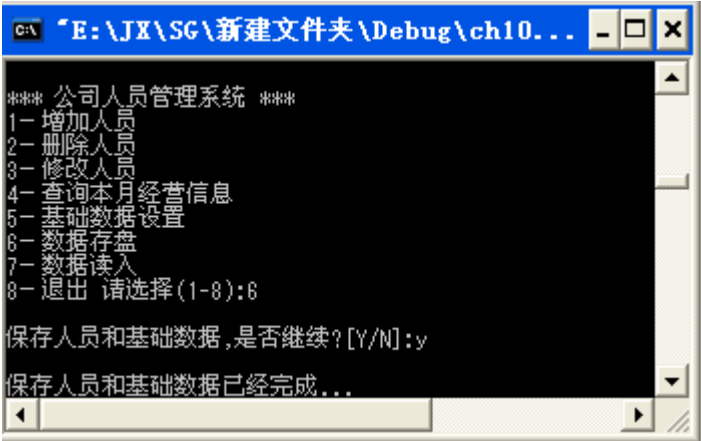 "E:\JX\SG\新建文件夹\Debug\ch10...
*** 公司人员管理系统 ***
1- 增加人员
2- 删除人员
3- 修改人员
4- 查询本月经营信息
5- 基础数据设置
6- 数据存盘
7- 数据读入
8- 退出 请选择(1-8):6
保存人员和基础数据,是否继续?[Y/N]:y
保存人员和基础数据已经完成...